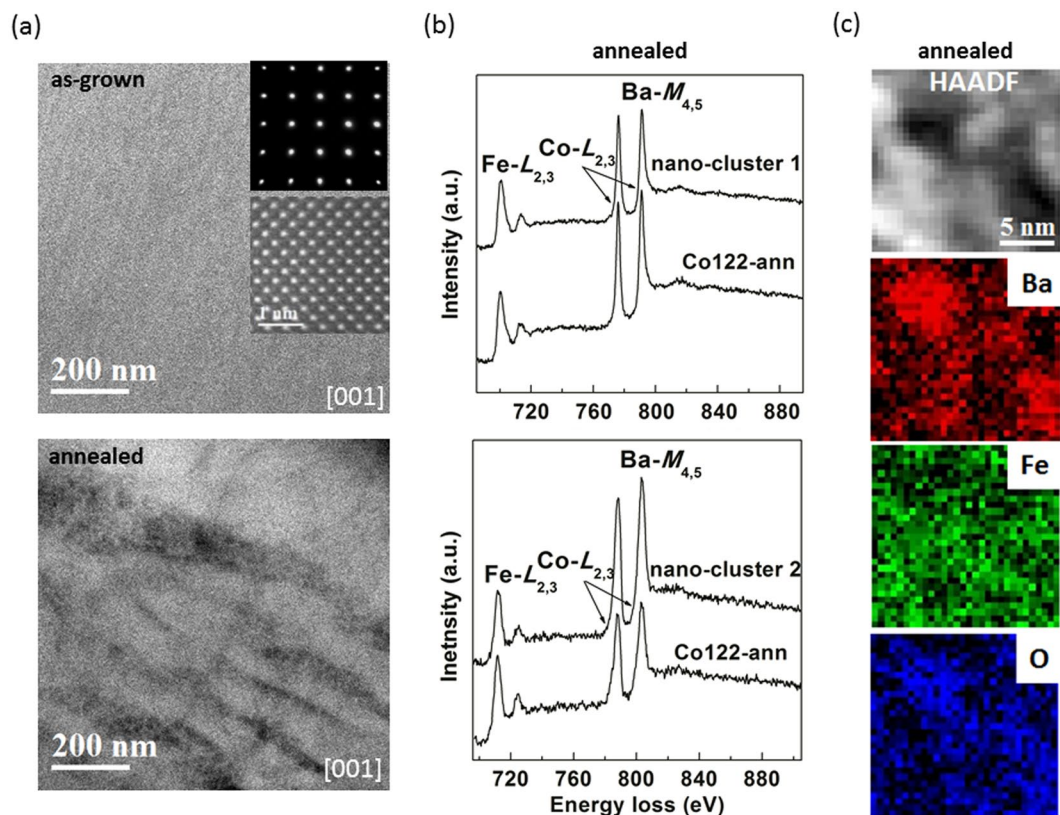 (a)
as-grown
1 nm
200 nm
[001]
annealed
200 nm
[001]
(b)
annealed
Ba-M4,5
Co-L2,3
Fe-L2,3
nano-cluster 1
Co122-ann
Intensity (a.u.)
720 760 800 840 880
Ba-M4,5
Co-L2,3
Fe-L2,3
nano-cluster 2
Co122-ann
Inetnsity (a.u.)
720 760 800 840 880
Energy loss (eV)
(c)
annealed
HAADF
5 nm
Ba
Fe
O